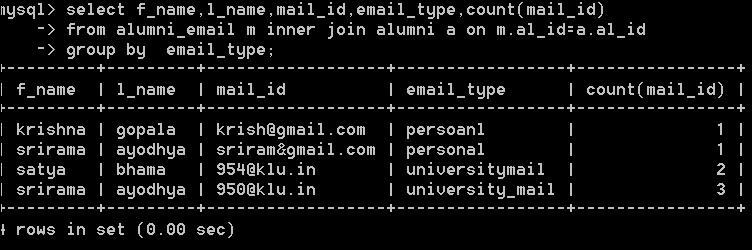 mysql> select f_name,l_name,mail_id,email_type,count(mail_id)
    -> from alumni_email m inner join alumni a on m.al_id=a.al_id
    -> group by  email_type;
+---------+---------+-------------------+-----------------+----------------+
| f_name  | l_name  | mail_id           | email_type      | count(mail_id) |
+---------+---------+-------------------+-----------------+----------------+
| krishna | gopala  | krish@gmail.com   | persoanl        |              1 |
| srirama | ayodhya | sriram&gmail.com  | personal        |              1 |
| satya   | bhama   | 954@klu.in        | universitymail  |              2 |
| srirama | ayodhya | 950@klu.in        | university_mail |              3 |
+---------+---------+-------------------+-----------------+----------------+
4 rows in set (0.00 sec)